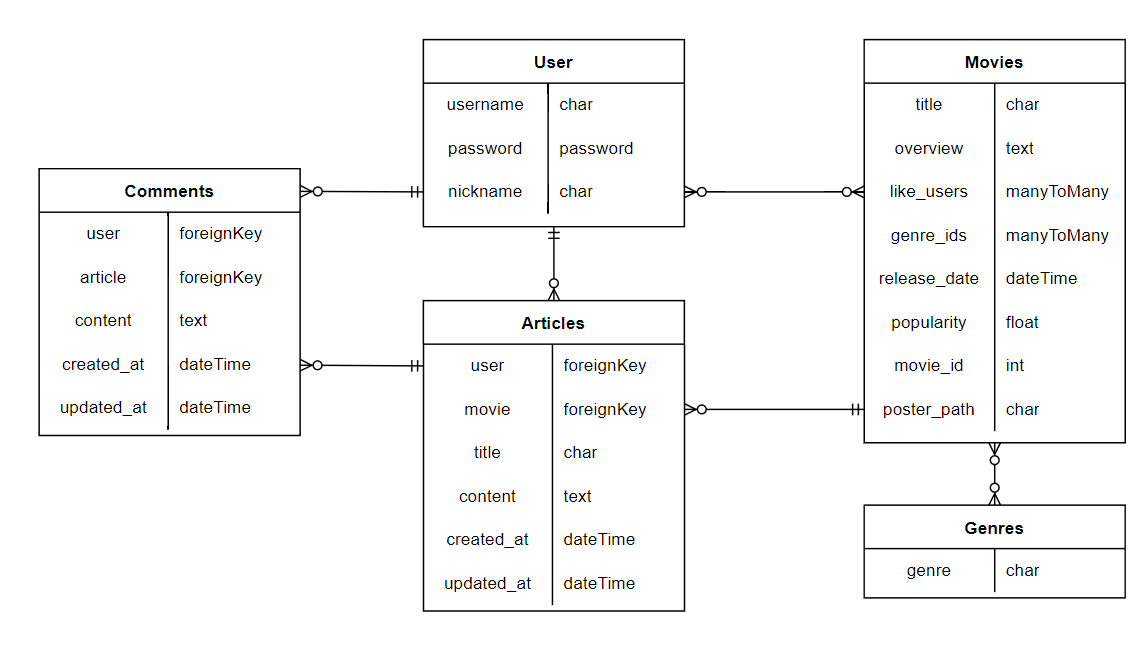 User
username char
password password
nickname char
Movies
title char
overview text
like_users manyToMany
genre_ids manyToMany
release_date dateTime
popularity float
movie_id int
poster_path char
Comments
user foreignKey
article foreignKey
content text
created_at dateTime
updated_at dateTime
Articles
user foreignKey
movie foreignKey
title char
content text
created_at dateTime
updated_at dateTime
Genres
genre char